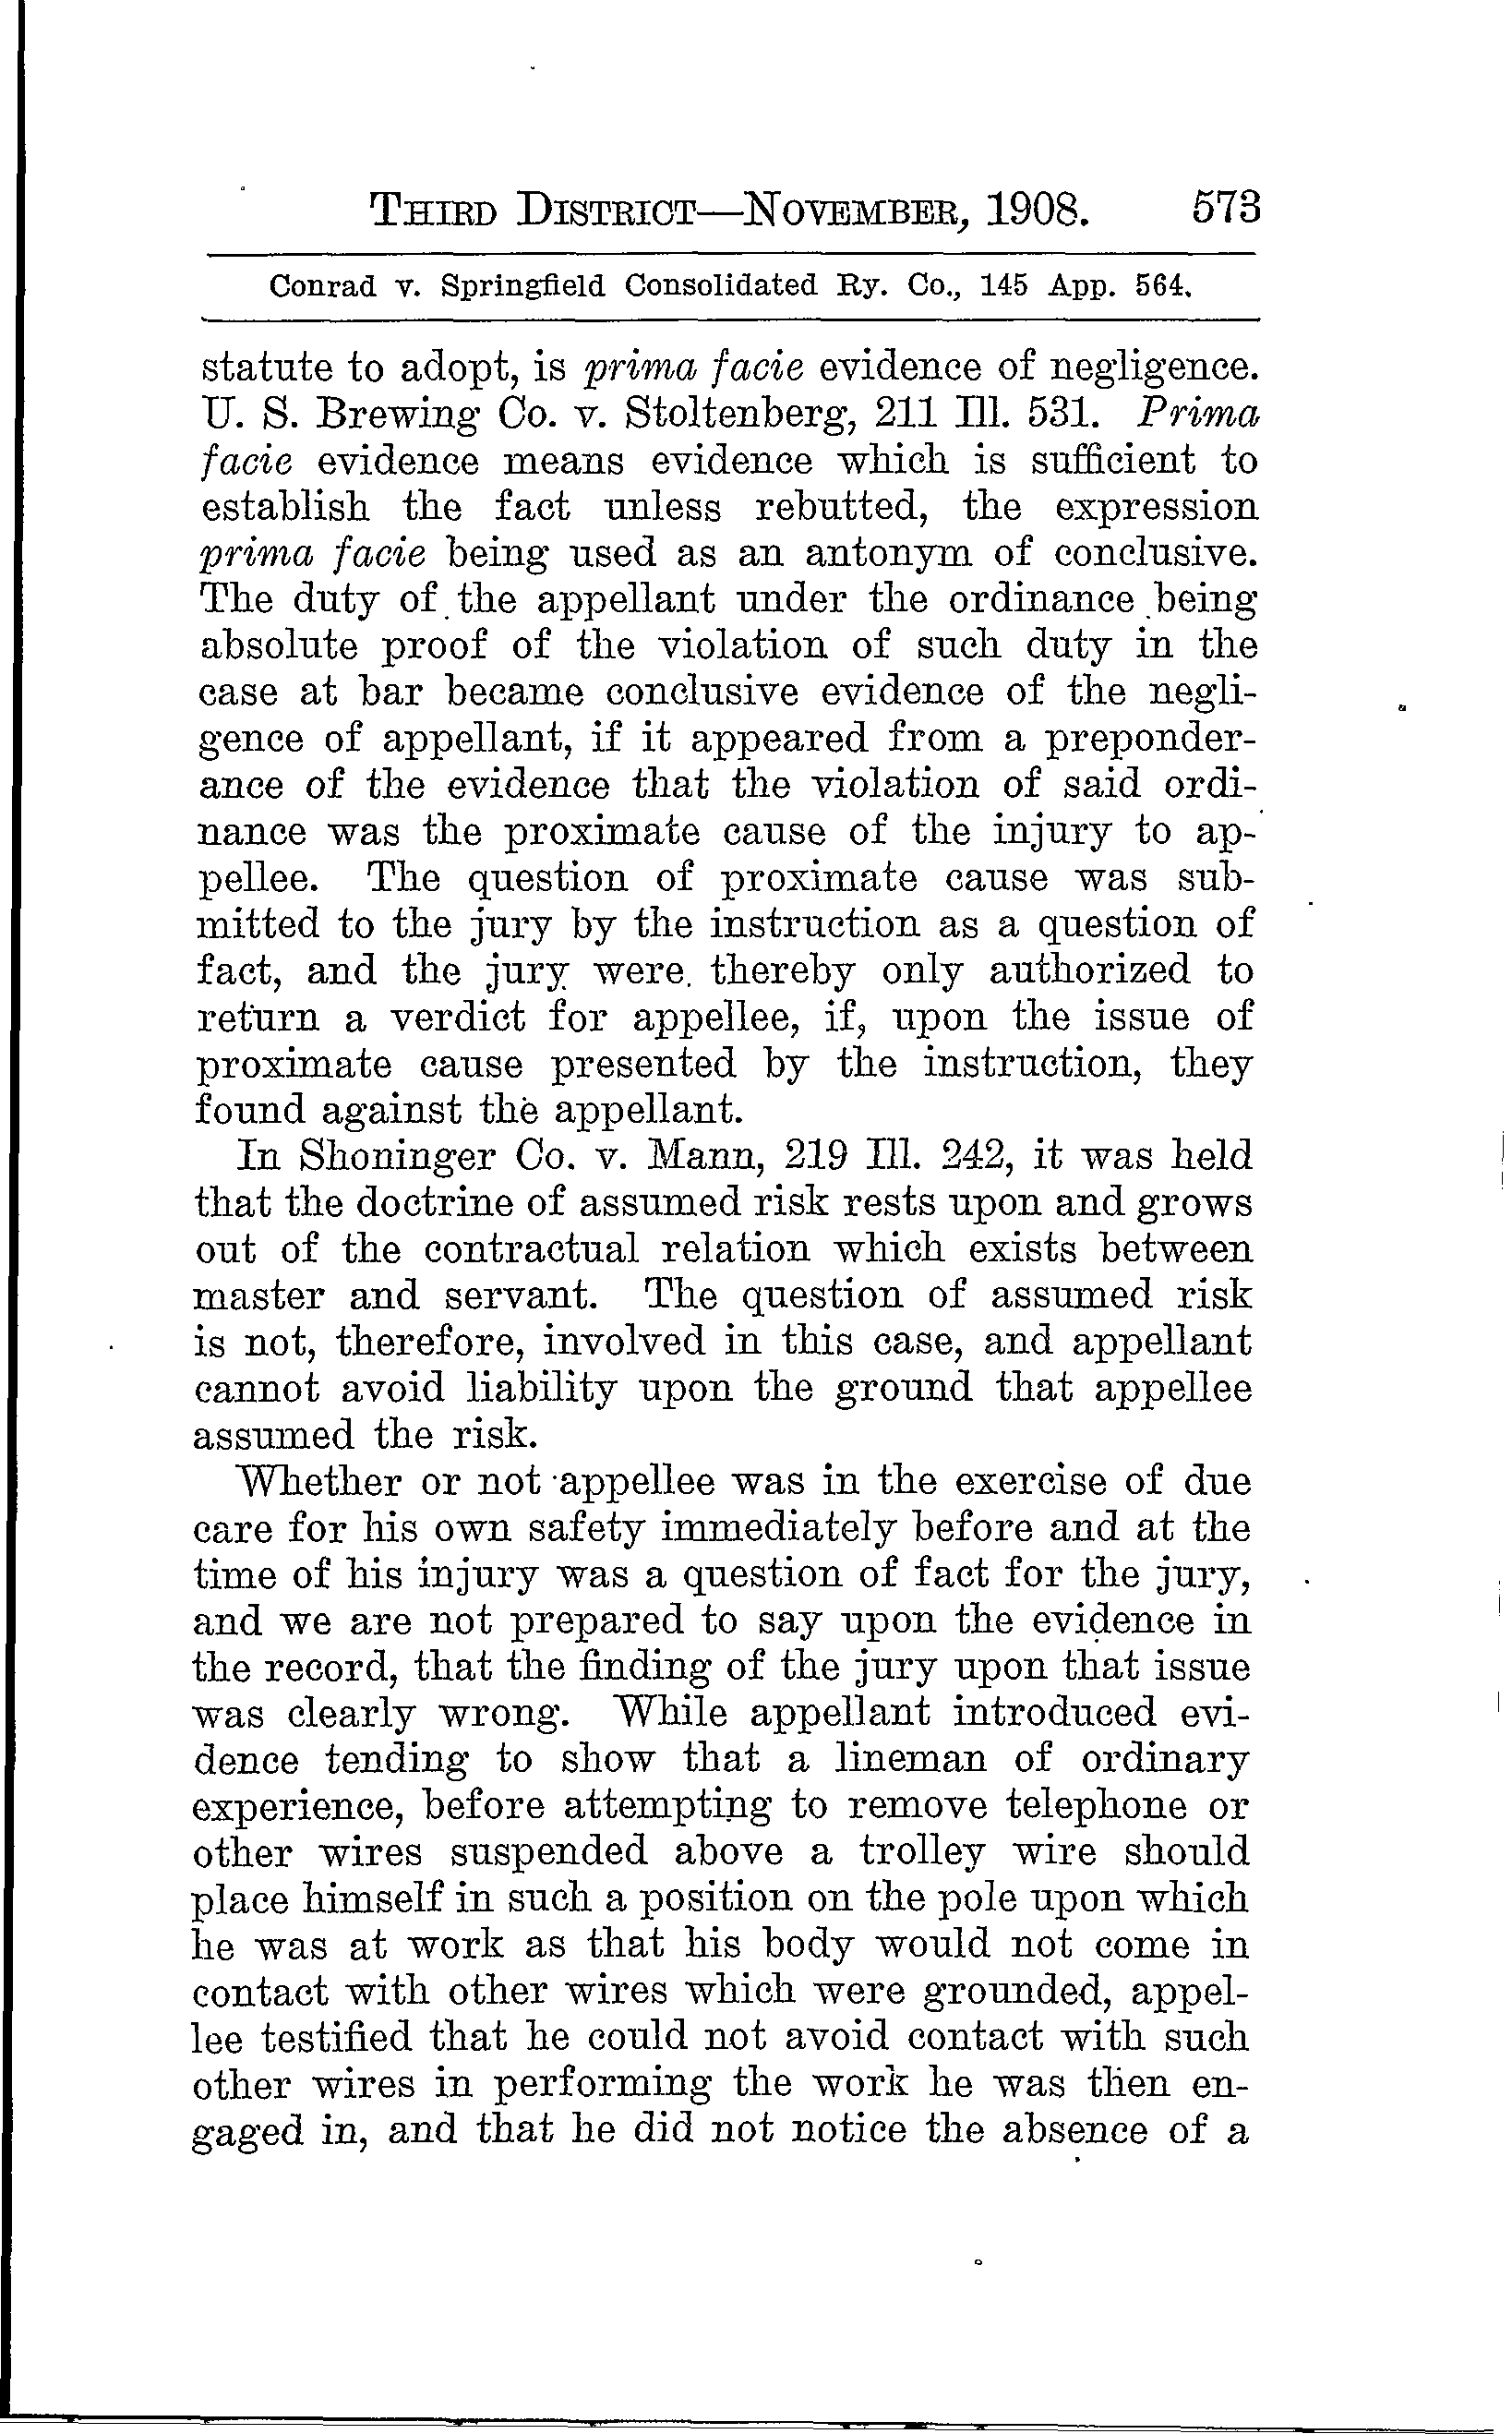 THIRD DISTRICT—NOVEMBER, 1908. 573
Conrad v. Springfield Consolidated Ry. Co., 145 App. 564.
statute to adopt, is prima facie evidence of negligence.
U. S. Brewing Co. v. Stoltenberg, 211 Ill. 531. Prima
facie evidence means evidence which is sufficient to
establish the fact unless rebutted, the expression
prima facie being used as an antonym of conclusive.
The duty of the appellant under the ordinance being
absolute proof of the violation of such duty in the
case at bar became conclusive evidence of the negli-
gence of appellant, if it appeared from a preponder-
ance of the evidence that the violation of said ordi-
nance was the proximate cause of the injury to ap-
pellee. The question of proximate cause was sub-
mitted to the jury by the instruction as a question of
fact, and the jury were thereby only authorized to
return a verdict for appellee, if, upon the issue of
proximate cause presented by the instruction, they
found against the appellant.
In Shoninger Co. v. Mann, 219 Ill. 242, it was held
that the doctrine of assumed risk rests upon and grows
out of the contractual relation which exists between
master and servant. The question of assumed risk
is not, therefore, involved in this case, and appellant
cannot avoid liability upon the ground that appellee
assumed the risk.
Whether or not appellee was in the exercise of due
care for his own safety immediately before and at the
time of his injury was a question of fact for the jury,
and we are not prepared to say upon the evidence in
the record, that the finding of the jury upon that issue
was clearly wrong. While appellant introduced evi-
dence tending to show that a lineman of ordinary
experience, before attempting to remove telephone or
other wires suspended above a trolley wire should
place himself in such a position on the pole upon which
he was at work as that his body would not come in
contact with other wires which were grounded, appel-
lee testified that he could not avoid contact with such
other wires in performing the work he was then en-
gaged in, and that he did not notice the absence of a